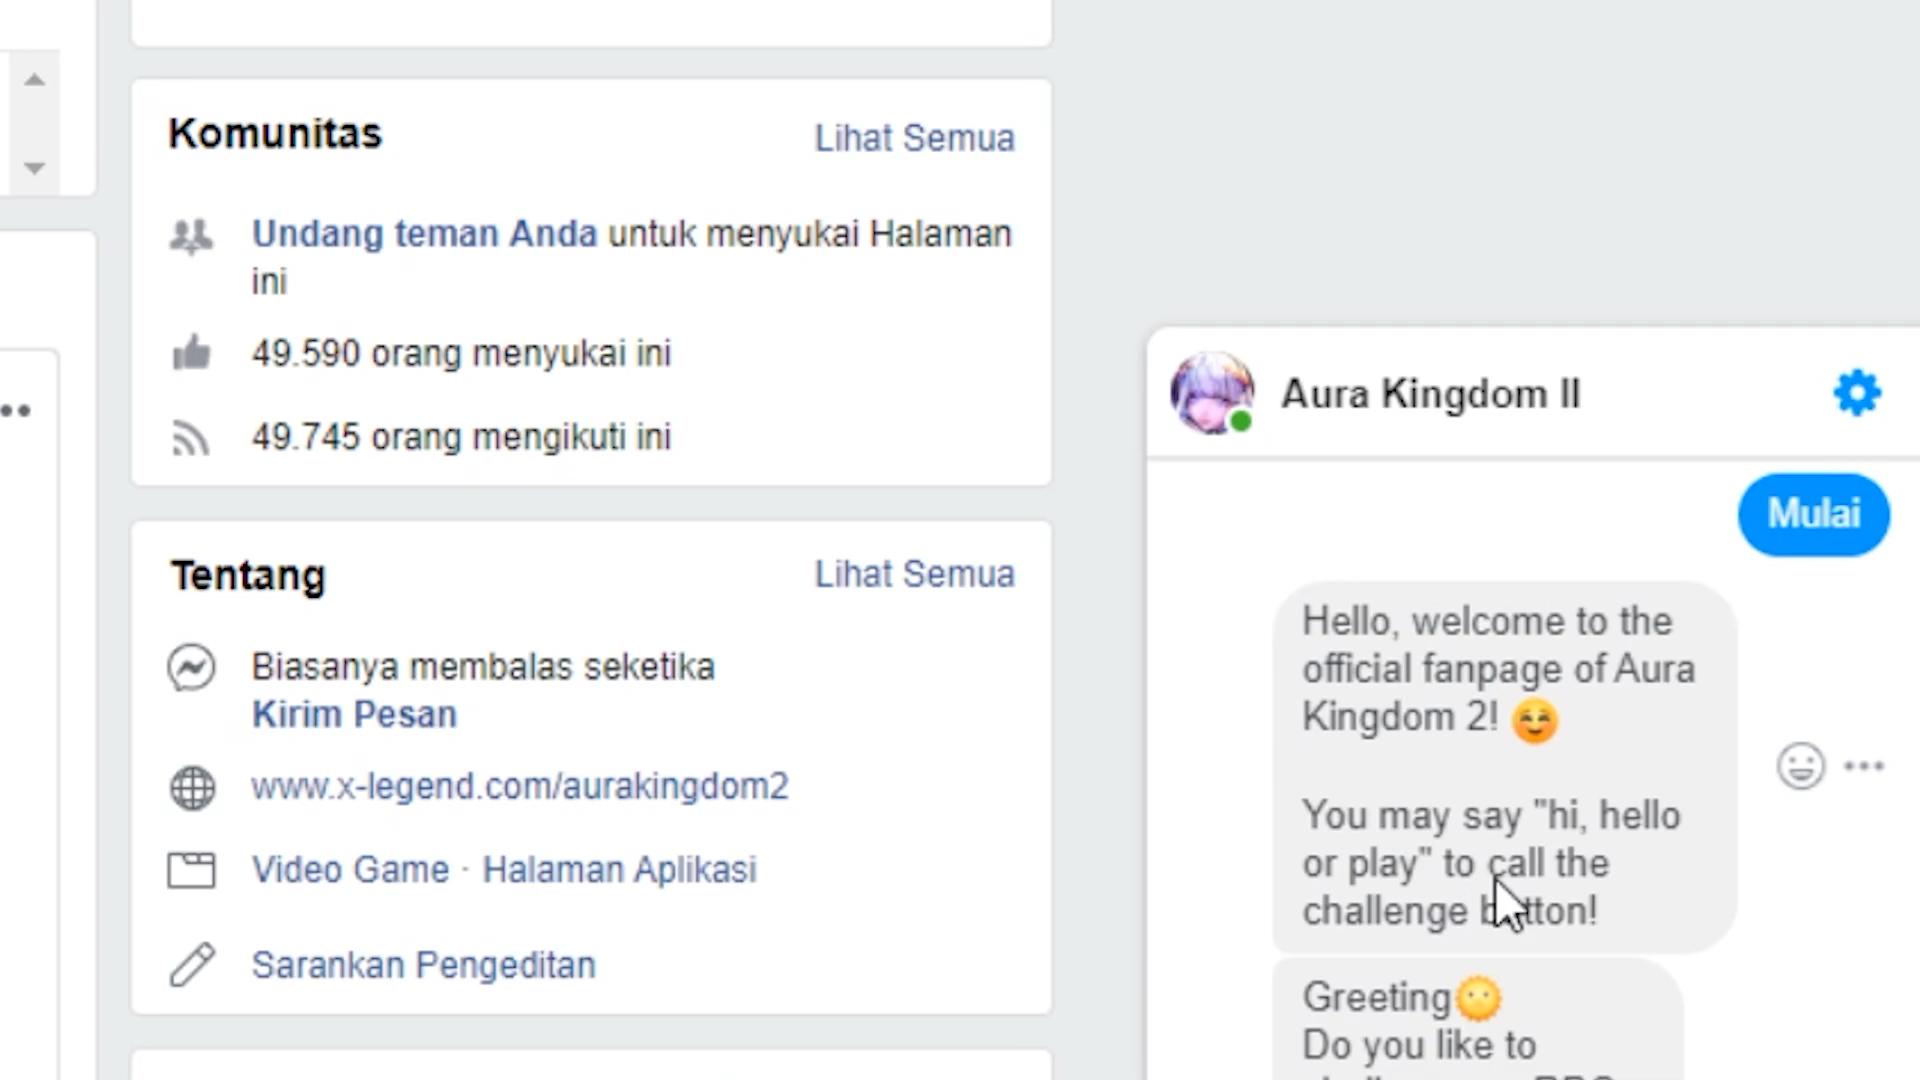 Komunitas
Lihat Semua
Undang teman Anda untuk menyukai Halaman
ini
49.590 orang menyukai ini
49.745 orang mengikuti ini
Tentang
Lihat Semua
Biasanya membalas seketika
Kirim Pesan
www.x-legend.com/aurakingdom2
Video Game · Halaman Aplikasi
Sarankan Pengeditan
Aura Kingdom II
Mulai
Hello, welcome to the
official fanpage of Aura
Kingdom 2! 😊
You may say "hi, hello
or play" to call the
challenge button!
Greeting😶
Do you like to